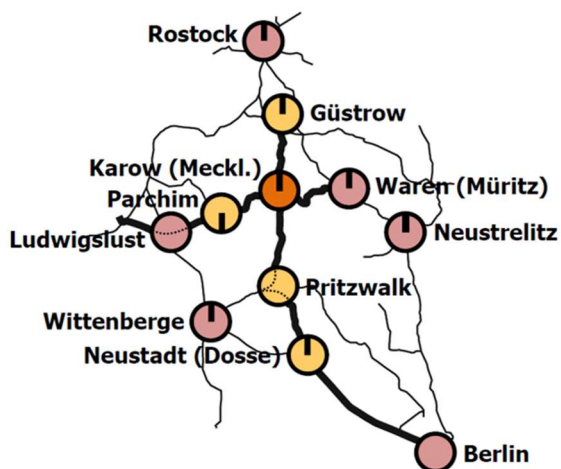 Rostock
Güstrow
Karow (Meckl.)
Parchim
Waren (Müritz)
Ludwigslust
Neustrelitz
Pritzwalk
Wittenberge
Neustadt (Dosse)
Berlin